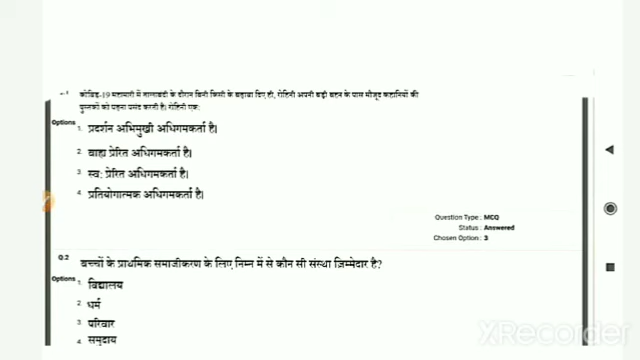 कोविड-19 महामारी में तालाबंदी के दौरान बिना किसी के बढ़ावा दिए ही, रोहिनी अपनी बड़ी बहन के पास मौजूद कहानियों की
पुस्तकों को पढ़ना पसंद करती है। रोहिनी एक:
Options
1. प्रदर्शन अभिमुखी अधिगमकर्ता है।
2. बाह्य प्रेरित अधिगमकर्ता है।
3. स्व: प्रेरित अधिगमकर्ता है।
4. प्रतियोगात्मक अधिगमकर्ता है।
Question Type : MCQ
Status : Answered
Chosen Option : 3
Q.2 बच्चों के प्राथमिक समाजीकरण के लिए निम्न में से कौन सी संस्था ज़िम्मेदार है?
Options
1. विद्यालय
2. धर्म
3. परिवार
4. समुदाय
XRecorder